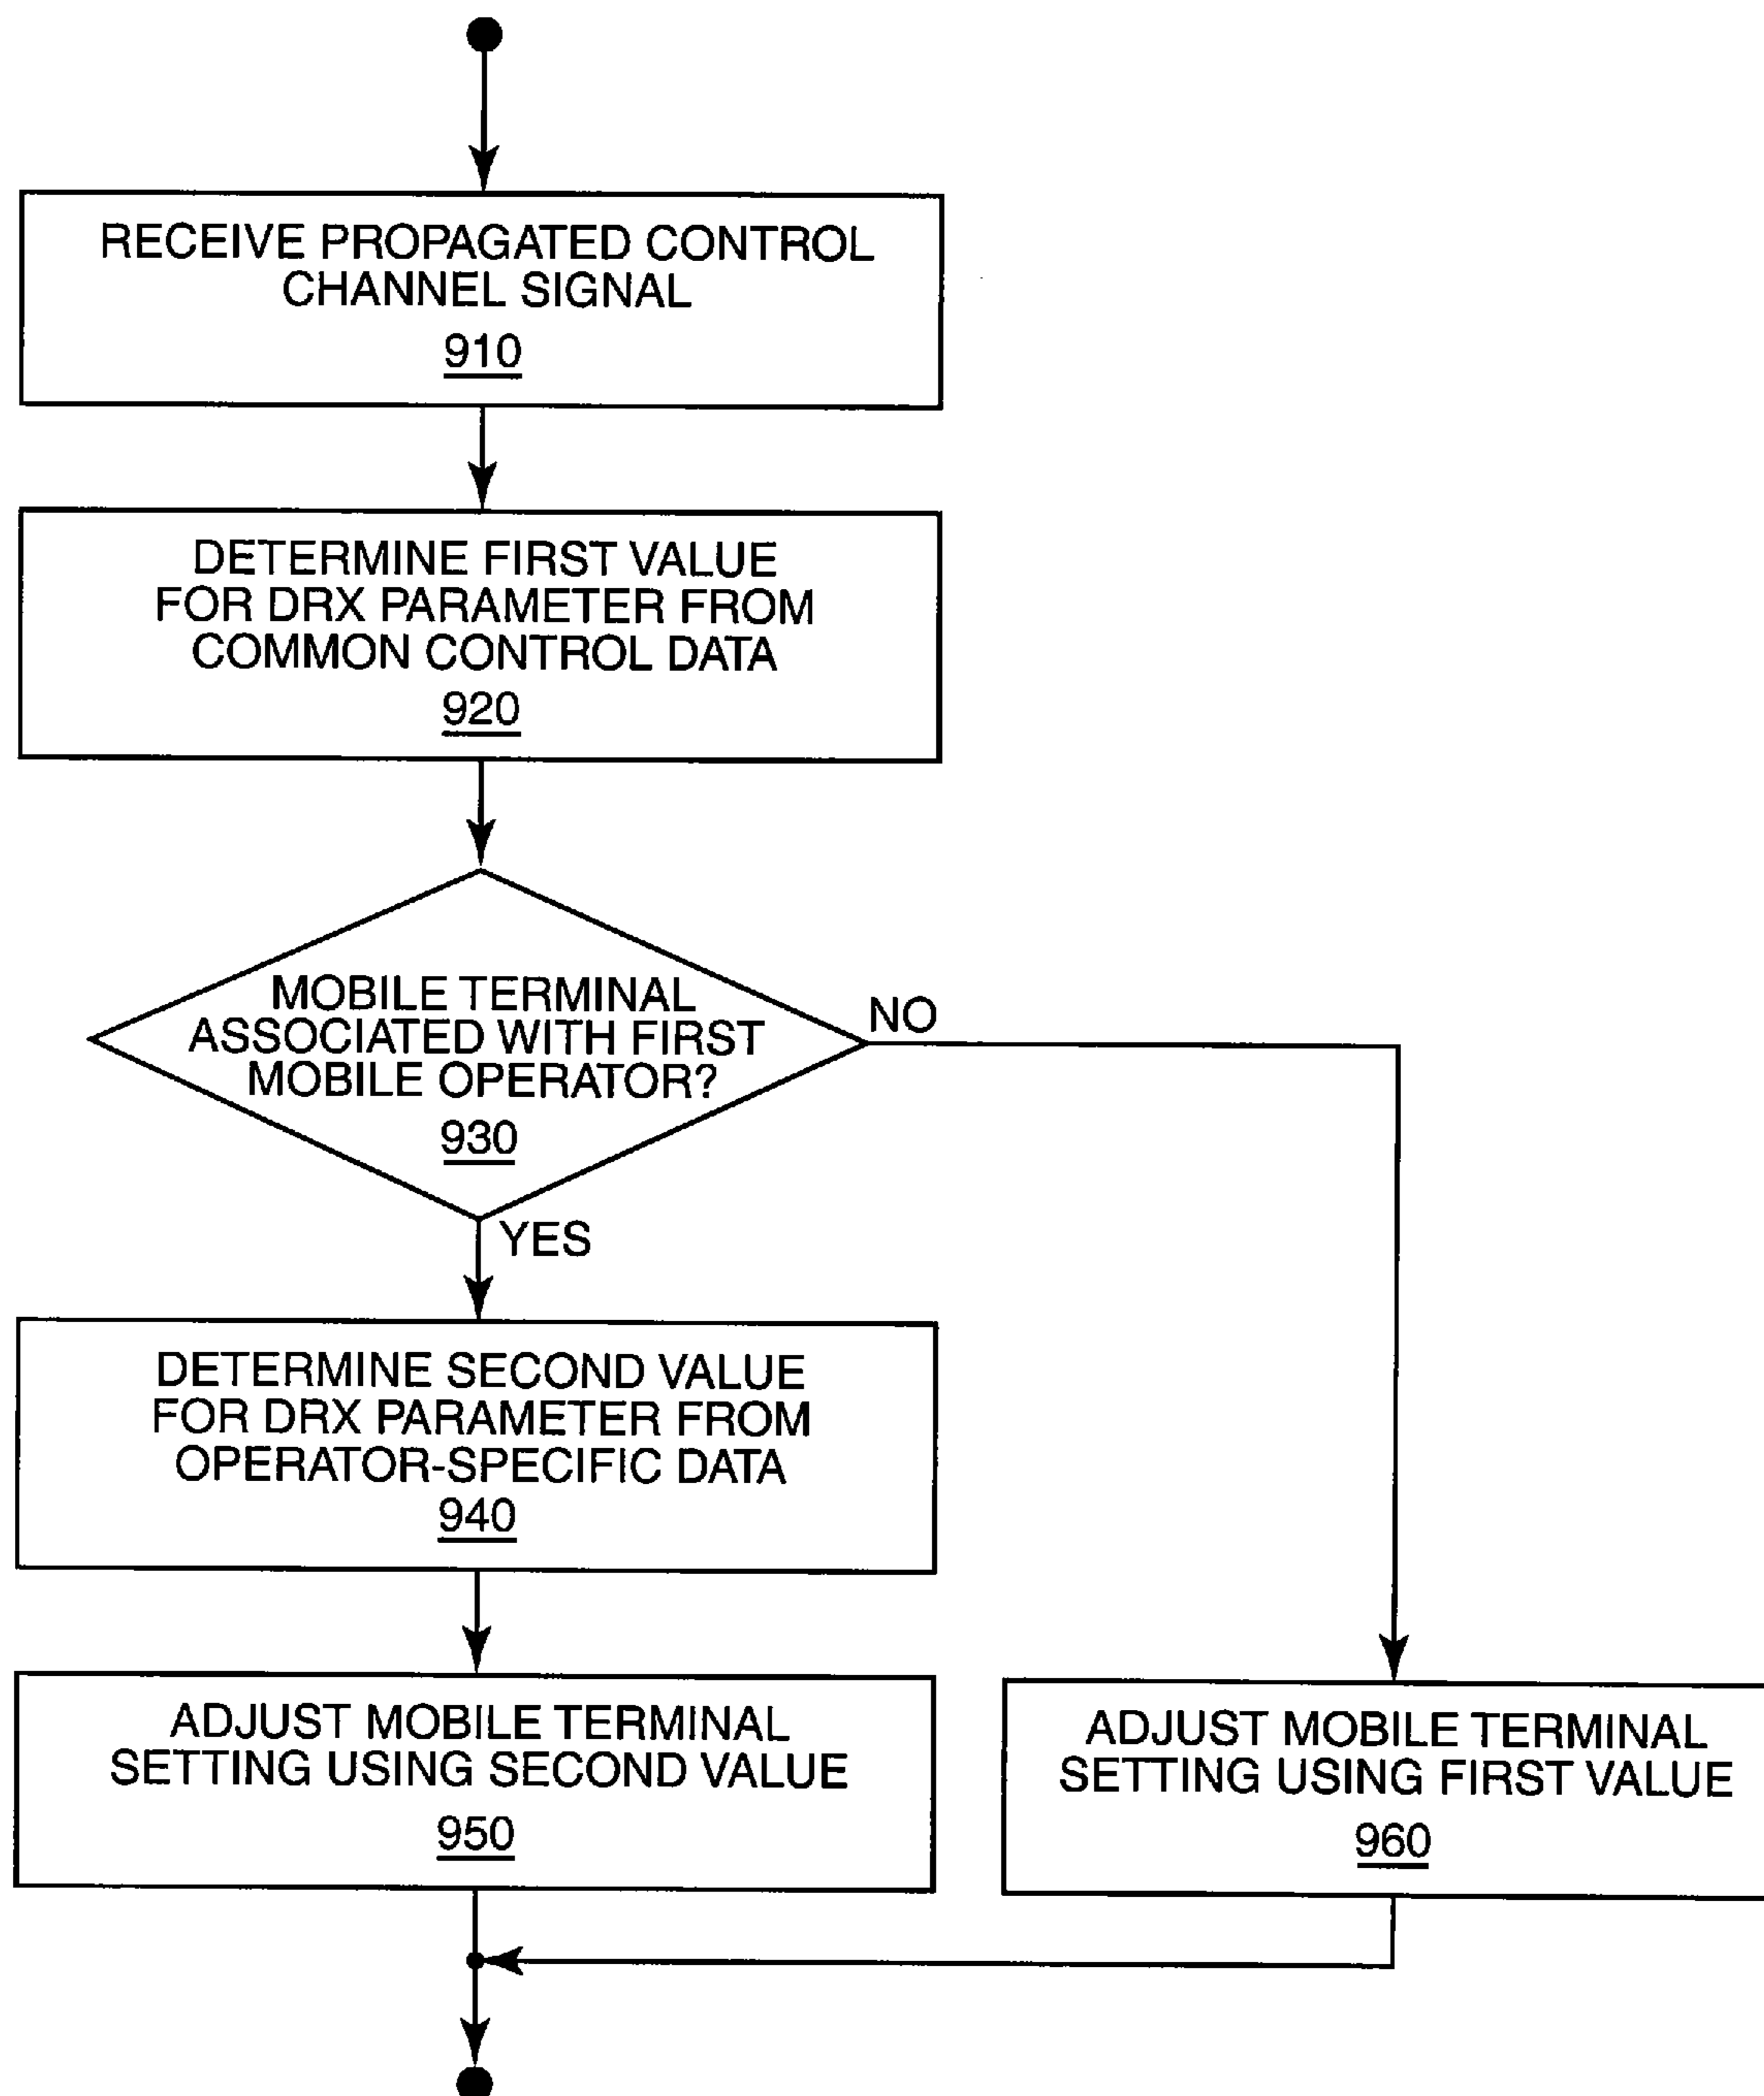 RECEIVE PROPAGATED CONTROL
CHANNEL SIGNAL
910
DETERMINE FIRST VALUE
FOR DRX PARAMETER FROM
COMMON CONTROL DATA
920
MOBILE TERMINAL
ASSOCIATED WITH FIRST
MOBILE OPERATOR?
930
NO
YES
DETERMINE SECOND VALUE
FOR DRX PARAMETER FROM
OPERATOR-SPECIFIC DATA
940
ADJUST MOBILE TERMINAL
SETTING USING SECOND VALUE
950
ADJUST MOBILE TERMINAL
SETTING USING FIRST VALUE
960